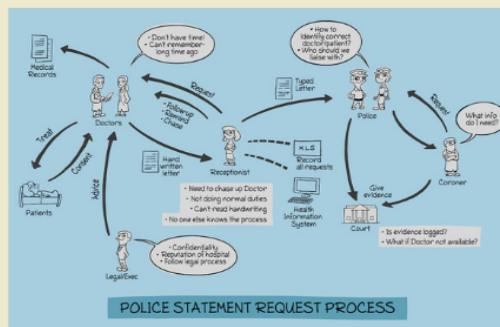 Don't have time!
Can't remember-
long time ago
How to
identify correct
doctor/patient?
Who should we
liaise with?
Medical
Records
Doctors
Request
Follow up
Remind
Chase
Typed
Letter
Police
Request
What info
do I need?
Treat
Consent
Patients
Advice
Hand
written
letter
Receptionist
XLS
Record
all requests
Health
Information
System
Coroner
Give
evidence
Court
Need to chase up Doctor
Not doing normal duties
Can't read handwriting
No one else knows the process
Is evidence logged?
What if Doctor not available?
Confidentiality
Reputation of hospital
Follow legal process
Legal/Exec
POLICE STATEMENT REQUEST PROCESS